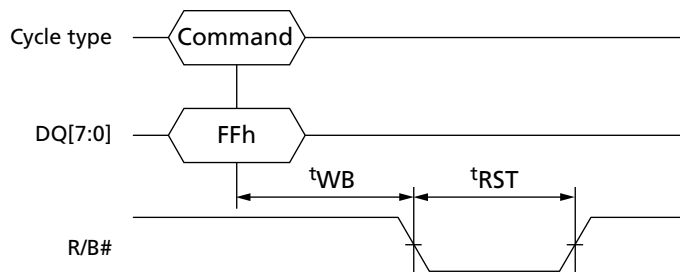 Cycle type Command
DQ[7:0] FFh
tWB tRST
R/B#